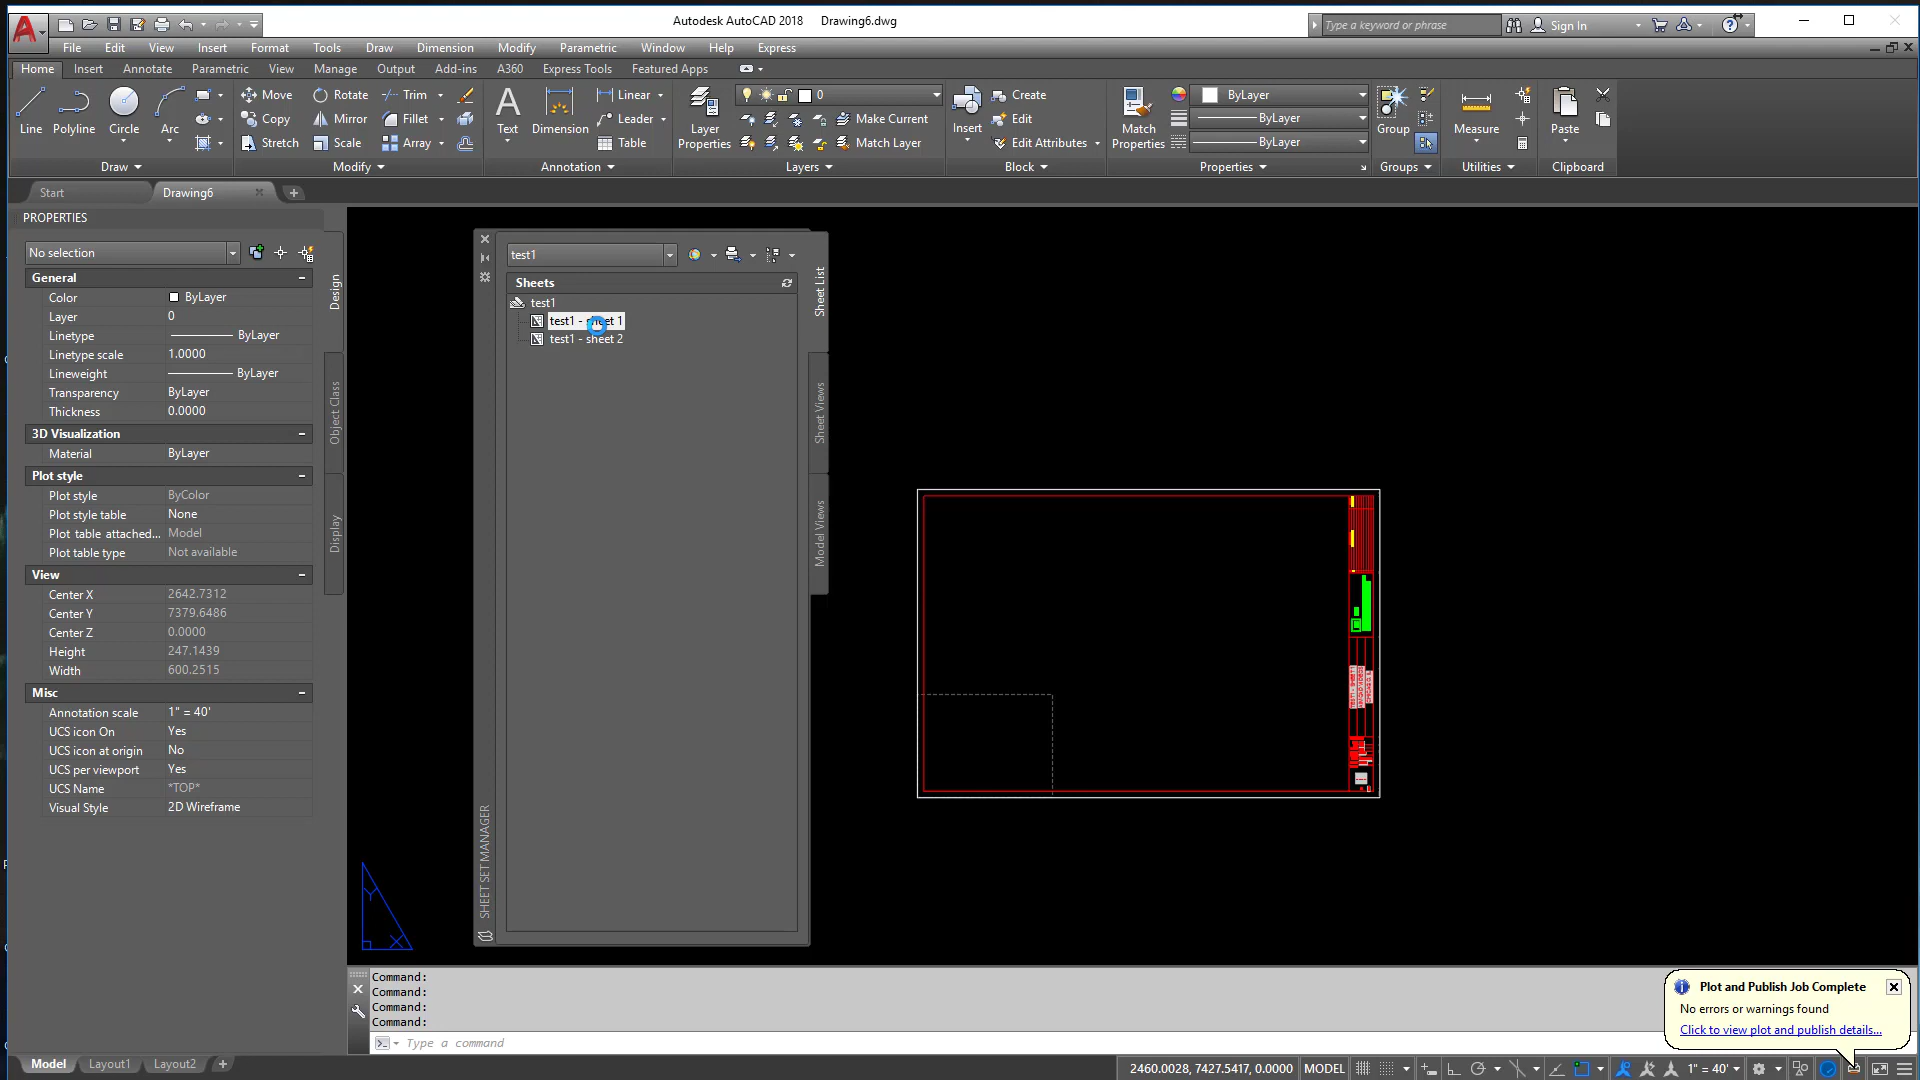 Autodesk AutoCAD 2018 Drawing6.dwg
Type a keyword or phrase
Sign In
File Edit View Insert Format Tools Draw Dimension Modify Parametric Window Help Express
Home Insert Annotate Parametric View Manage Output Add-ins A360 Express Tools Featured Apps
Line Polyline Circle Arc
Move Rotate Trim
Copy Mirror Fillet
Stretch Scale Array
Text Dimension
Linear
Leader
Table
Layer Properties
0
Make Current
Match Layer
Insert
Create
Edit
Edit Attributes
Match Properties
ByLayer
ByLayer
ByLayer
Group
Measure
Paste
Draw Modify Annotation Layers Block Properties Groups Utilities Clipboard
Start Drawing6
PROPERTIES
No selection
General
Color ByLayer
Layer 0
Linetype ByLayer
Linetype scale 1.0000
Lineweight ByLayer
Transparency ByLayer
Thickness 0.0000
3D Visualization
Material ByLayer
Plot style
Plot style ByColor
Plot style table None
Plot table attached... Model
Plot table type Not available
View
Center X 2642.7312
Center Y 7379.6486
Center Z 0.0000
Height 247.1439
Width 600.2515
Misc
Annotation scale 1" = 40'
UCS icon On Yes
UCS icon at origin No
UCS per viewport Yes
UCS Name *TOP*
Visual Style 2D Wireframe
Design
Object Class
Display
test1
Sheets
test1
test1 - sheet 1
test1 - sheet 2
Sheet List
Sheet Views
Model Views
SHEET SET MANAGER
Y
X
Command:
Command:
Command:
Command:
Type a command
Plot and Publish Job Complete
No errors or warnings found
Click to view plot and publish details...
Model Layout1 Layout2
2460.0028, 7427.5417, 0.0000 MODEL
1" = 40'